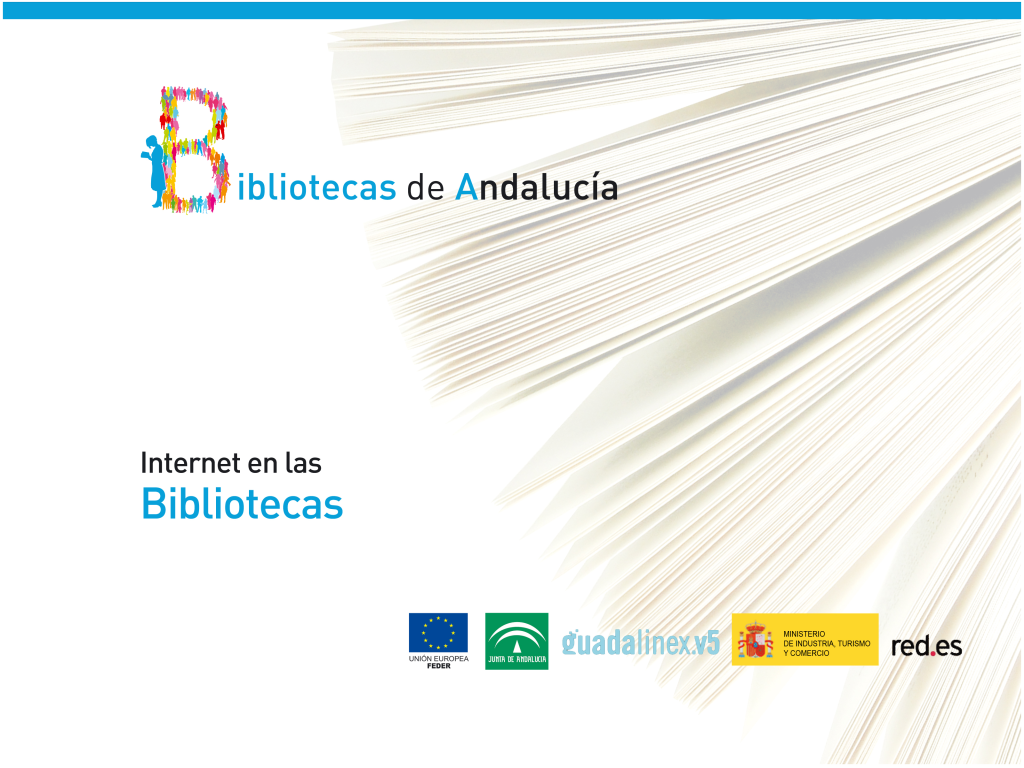 Bibliotecas de Andalucía
Internet en las
Bibliotecas
UNIÓN EUROPEA
FEDER
JUNTA DE ANDALUCIA
guadalinex.v5
MINISTERIO
DE INDUSTRIA, TURISMO
Y COMERCIO
red.es